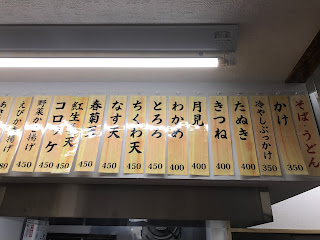 そば・うどん
かけ 350
冷やしぶっかけ 350
たぬき 400
きつね 400
月見 400
わかめ 400
とろろ 450
ちくわ天 450
なす天 450
春菊天 450
紅生姜天 450
コロッケ 450
野菜かき揚げ 450